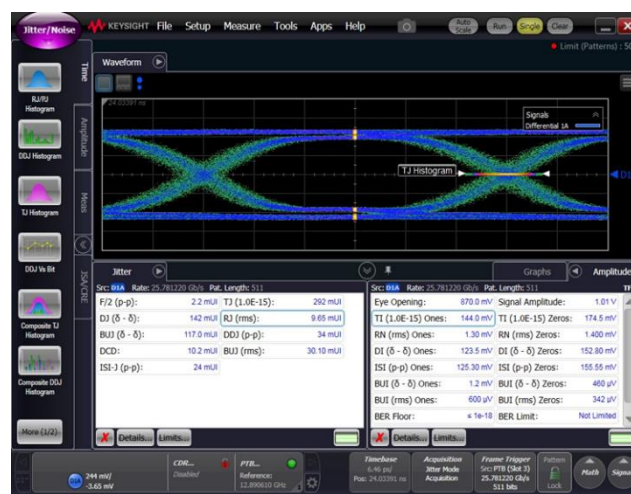 Jitter/Noise
KEYSIGHT File Setup Measure Tools Apps Help
Auto Scale Run Single Clear
Limit (Patterns) : 50
Waveform
24.03391 ns
Signals
Differential 1A
TJ Histogram
D1
RJ/PJ Histogram
DDJ Histogram
TJ Histogram
DDJ Vs Bit
Composite TJ Histogram
Composite DDJ Histogram
More (1/2)
Time
Amplitude
Meas
JSA/CRE
Jitter
Src: D1A Rate: 25.781220 Gb/s Pat. Length: 511
F/2 (p-p): 2.2 mUI TJ (1.0E-15): 292 mUI
DJ (δ - δ): 142 mUI RJ (rms): 9.65 mUI
BUJ (δ - δ): 117.0 mUI DDJ (p-p): 34 mUI
DCD: 10.2 mUI BUJ (rms): 30.10 mUI
ISI-J (p-p): 24 mUI
Details... Limits...
Graphs Amplitude
Src: D1A Rate: 25.781220 Gb/s Pat. Length: 511
Eye Opening: 870.0 mV Signal Amplitude: 1.01 V
TI (1.0E-15) Ones: 144.0 mV TI (1.0E-15) Zeros: 174.5 mV
RN (rms) Ones: 1.30 mV RN (rms) Zeros: 1.400 mV
DI (δ - δ) Ones: 123.5 mV DI (δ - δ) Zeros: 152.80 mV
ISI (p-p) Ones: 125.30 mV ISI (p-p) Zeros: 155.55 mV
BUI (δ - δ) Ones: 1.2 mV BUI (δ - δ) Zeros: 460 µV
BUI (rms) Ones: 600 µV BUI (rms) Zeros: 342 µV
BER Floor: ≤ 1e-18 BER Limit: Not Limited
Details... Limits...
D1A 244 mV/
-3.65 mV
CDR...
Disabled
PTB...
Reference:
12.890610 GHz
Timebase
6.46 ps/
Pos: 24.03391 ns
Acquisition
Jitter Mode
Acquisition
Frame Trigger
Src: PTB (Slot 3)
25.781220 Gb/s
511 bits
Pattern
Lock
Math
Signals